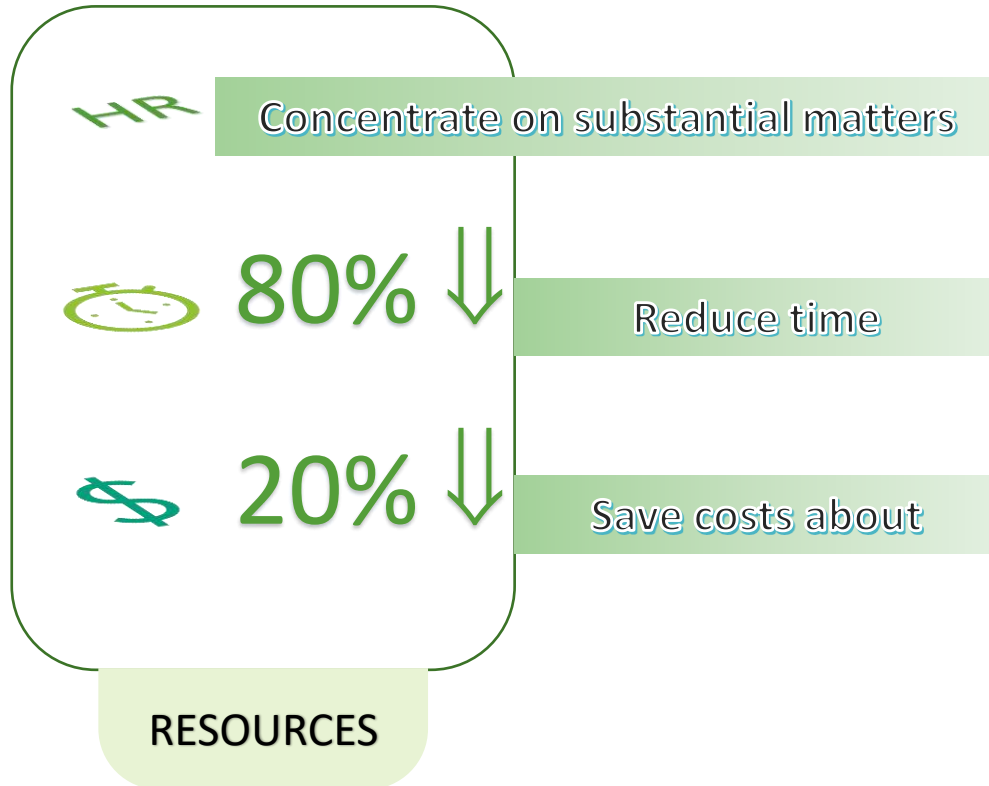 HR
Concentrate on substantial matters
80%
Reduce time
20%
Save costs about
RESOURCES